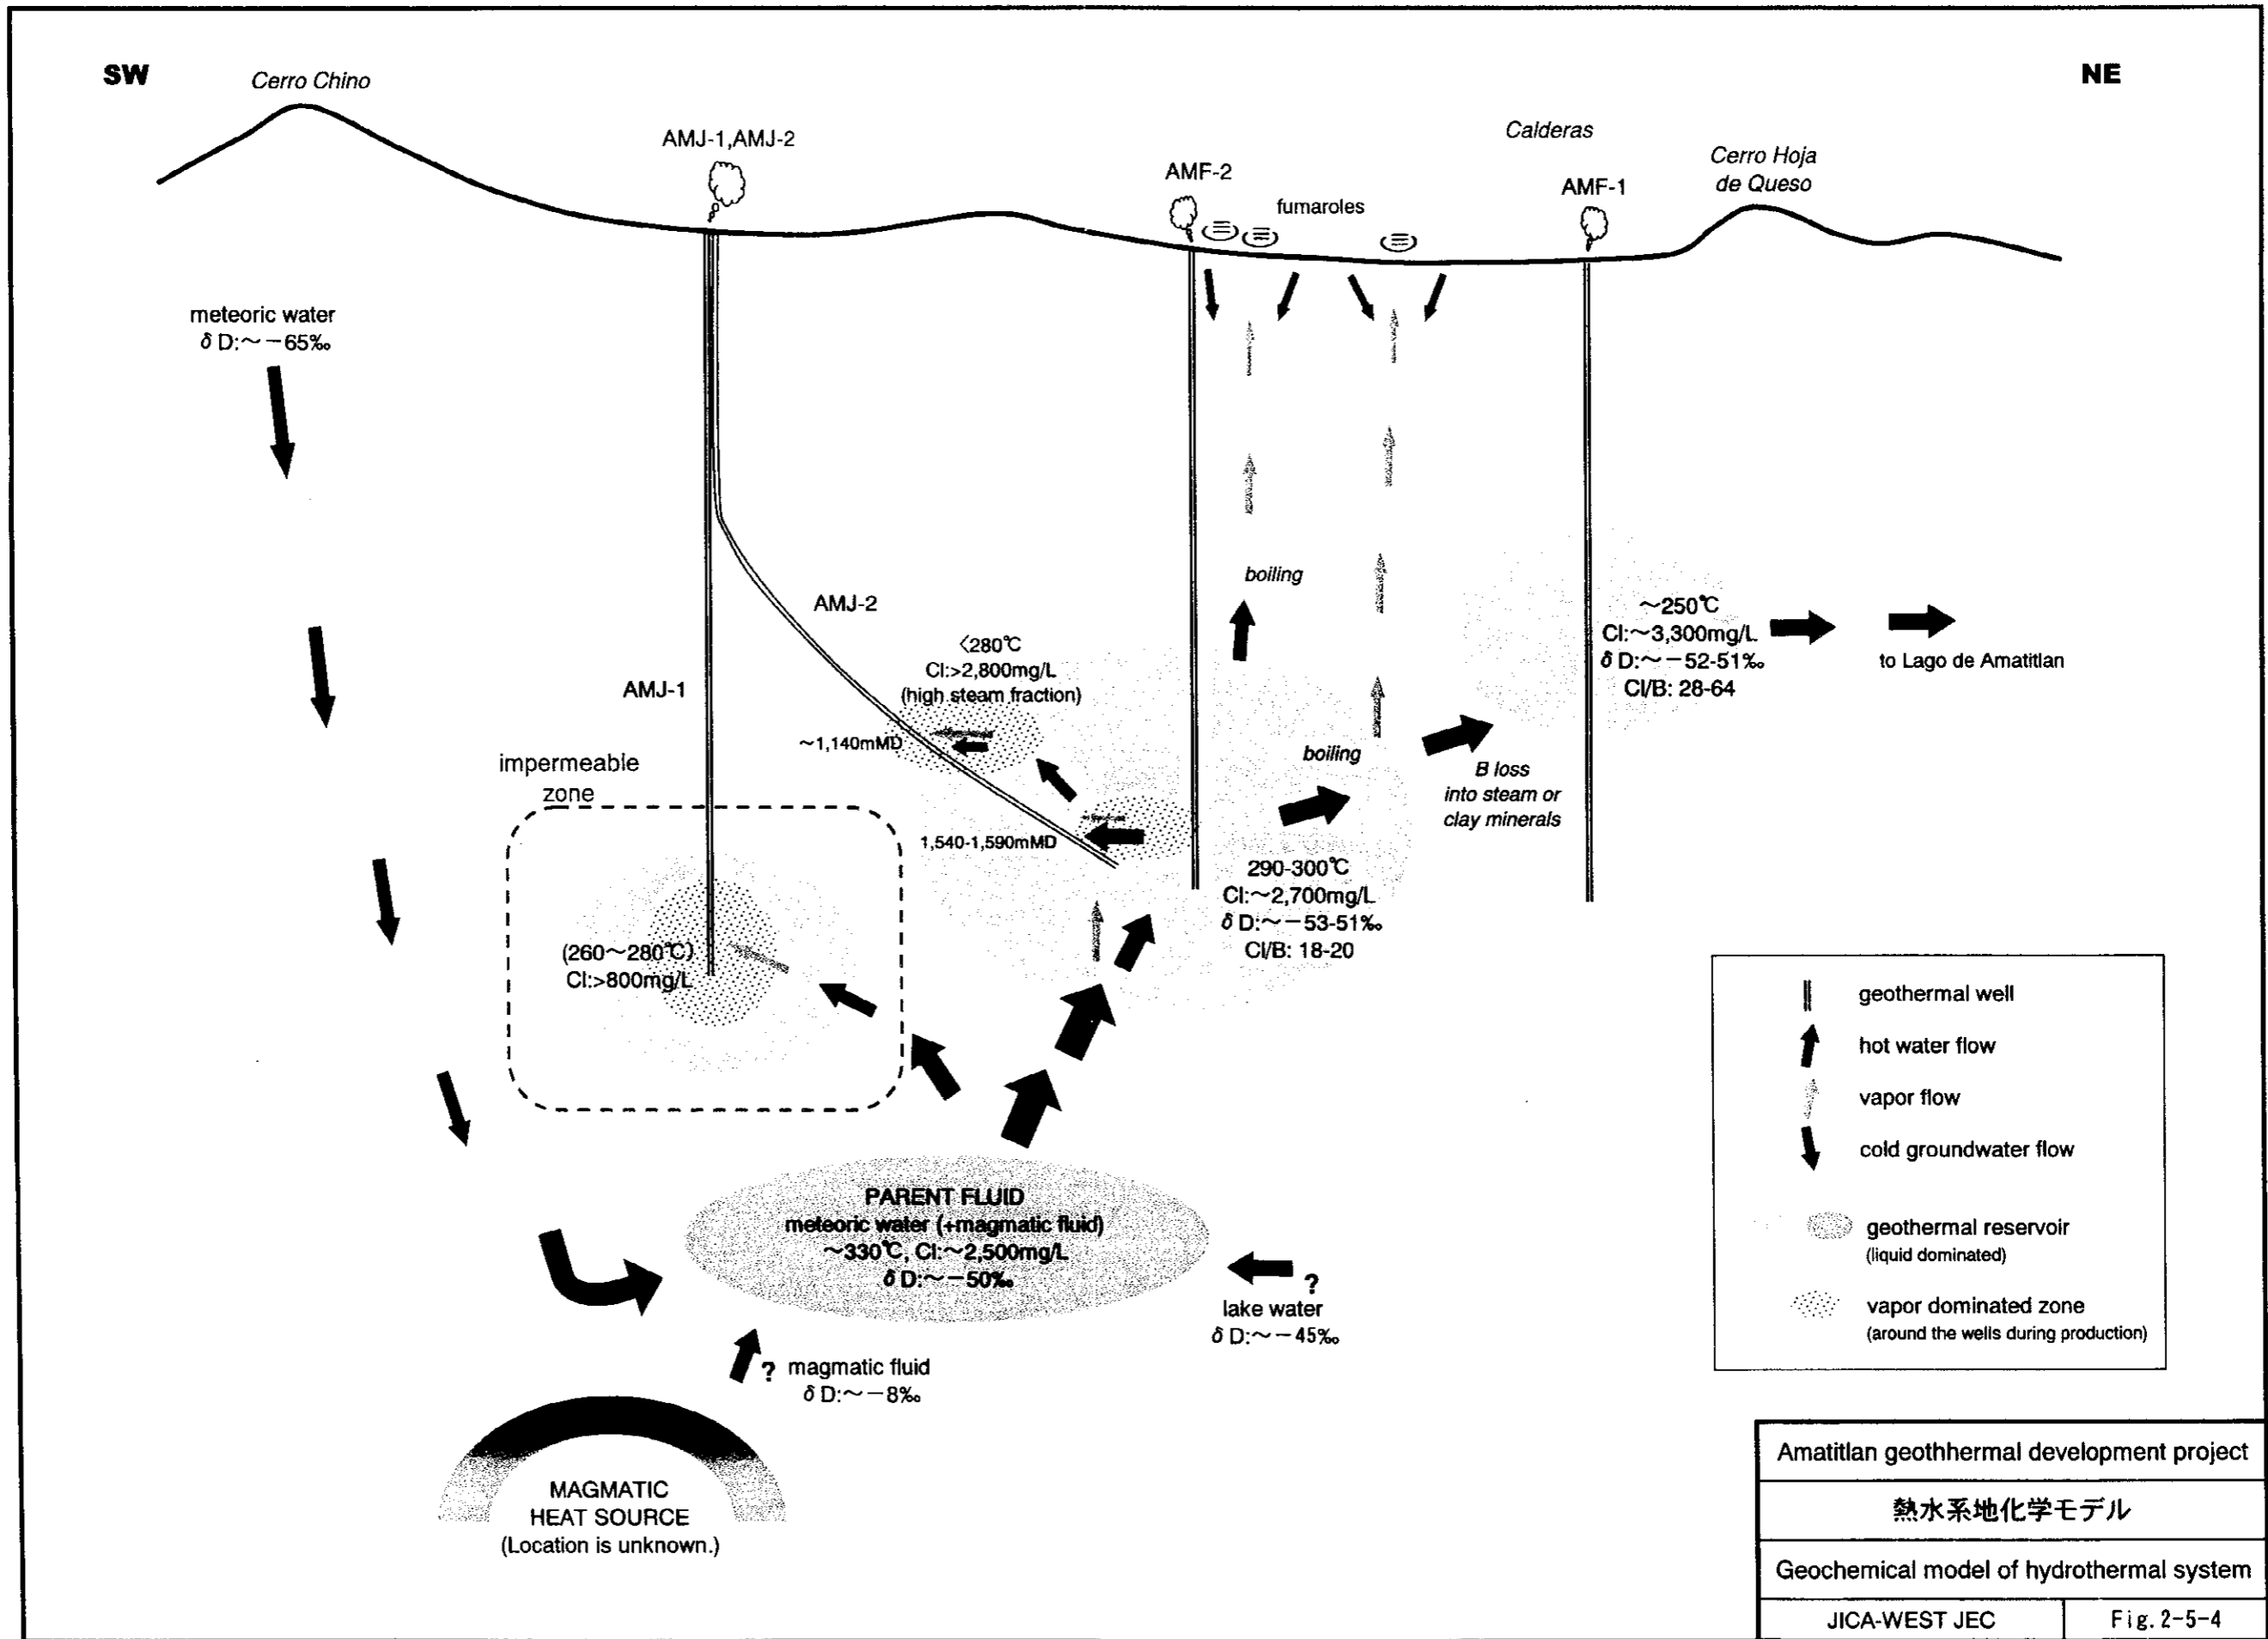 SW
Cerro Chino
NE
AMJ-1,AMJ-2
AMF-2
fumaroles
Calderas
AMF-1
Cerro Hoja
de Queso
meteoric water
δ D:~-65‰
AMJ-2
AMJ-1
impermeable
zone
<280℃
Cl:>2,800mg/L
(high steam fraction)
~1,140mMD
1,540-1,590mMD
(260~280℃)
Cl:>800mg/L
boiling
boiling
290-300℃
Cl:~2,700mg/L
δ D:~-53-51‰
Cl/B: 18-20
B loss
into steam or
clay minerals
~250℃
Cl:~3,300mg/L
δ D:~-52-51‰
Cl/B: 28-64
to Lago de Amatitlan
PARENT FLUID
meteoric water (+magmatic fluid)
~330℃, Cl:~2,500mg/L
δ D:~-50‰
?
lake water
δ D:~-45‰
? magmatic fluid
δ D:~-8‰
MAGMATIC
HEAT SOURCE
(Location is unknown.)
geothermal well
hot water flow
vapor flow
cold groundwater flow
geothermal reservoir
(liquid dominated)
vapor dominated zone
(around the wells during production)
Amatitlan geothhermal development project
熱水系地化学モデル
Geochemical model of hydrothermal system
JICA-WEST JEC
Fig. 2-5-4